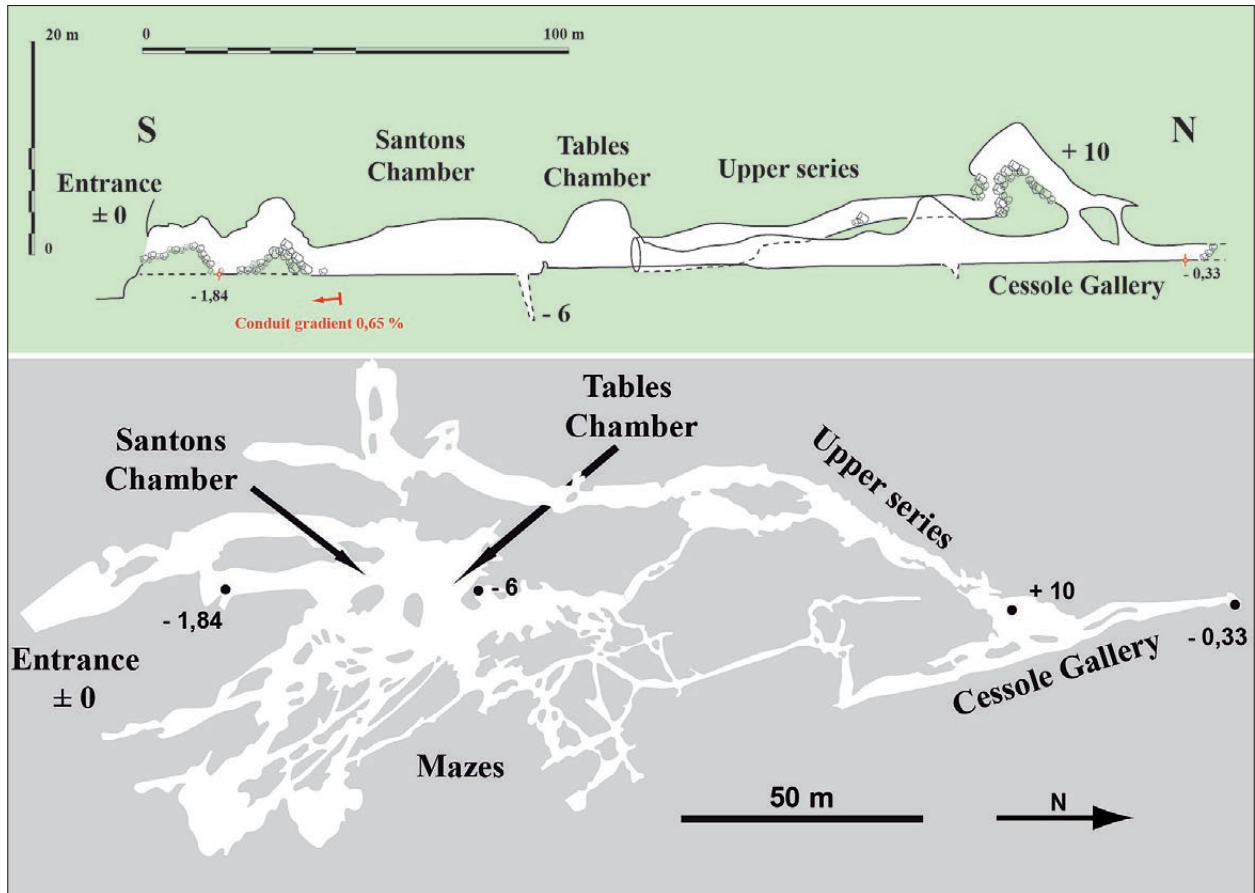 20 m
0
100 m
S
N
Santons
Chamber
Tables
Chamber
Upper series
+ 10
Entrance
± 0
0
- 1,84
Conduit gradient 0,65 %
- 6
Cessole Gallery
- 0,33
Tables
Chamber
Santons
Chamber
Upper series
- 6
+ 10
- 1,84
- 0,33
Entrance
± 0
Cessole Gallery
Mazes
50 m
N